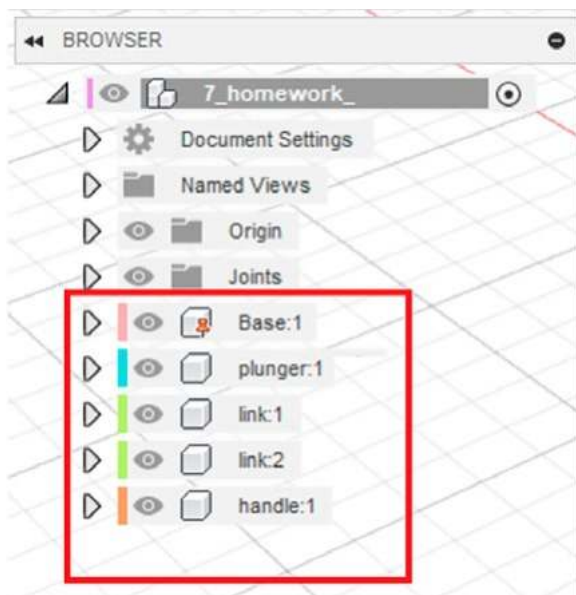 BROWSER
7_homework_
Document Settings
Named Views
Origin
Joints
Base:1
plunger:1
link:1
link:2
handle:1